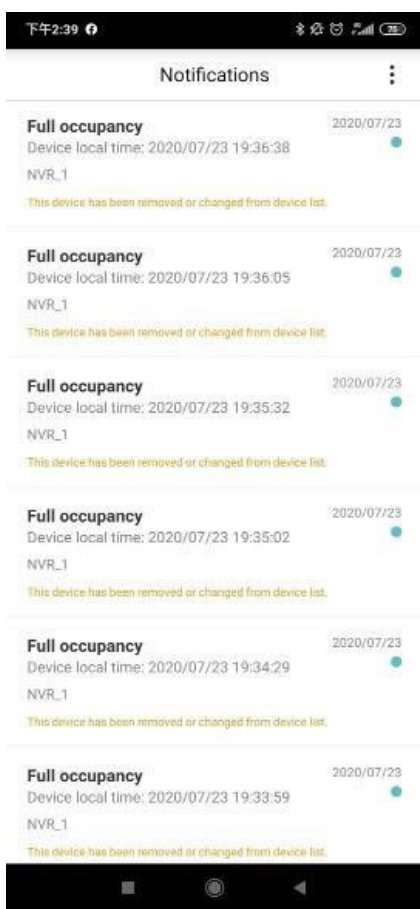 下午2:39
75
Notifications
Full occupancy
2020/07/23
Device local time: 2020/07/23 19:36:38
NVR_1
This device has been removed or changed from device list.
Full occupancy
2020/07/23
Device local time: 2020/07/23 19:36:05
NVR_1
This device has been removed or changed from device list.
Full occupancy
2020/07/23
Device local time: 2020/07/23 19:35:32
NVR_1
This device has been removed or changed from device list.
Full occupancy
2020/07/23
Device local time: 2020/07/23 19:35:02
NVR_1
This device has been removed or changed from device list.
Full occupancy
2020/07/23
Device local time: 2020/07/23 19:34:29
NVR_1
This device has been removed or changed from device list.
Full occupancy
2020/07/23
Device local time: 2020/07/23 19:33:59
NVR_1
This device has been removed or changed from device list.